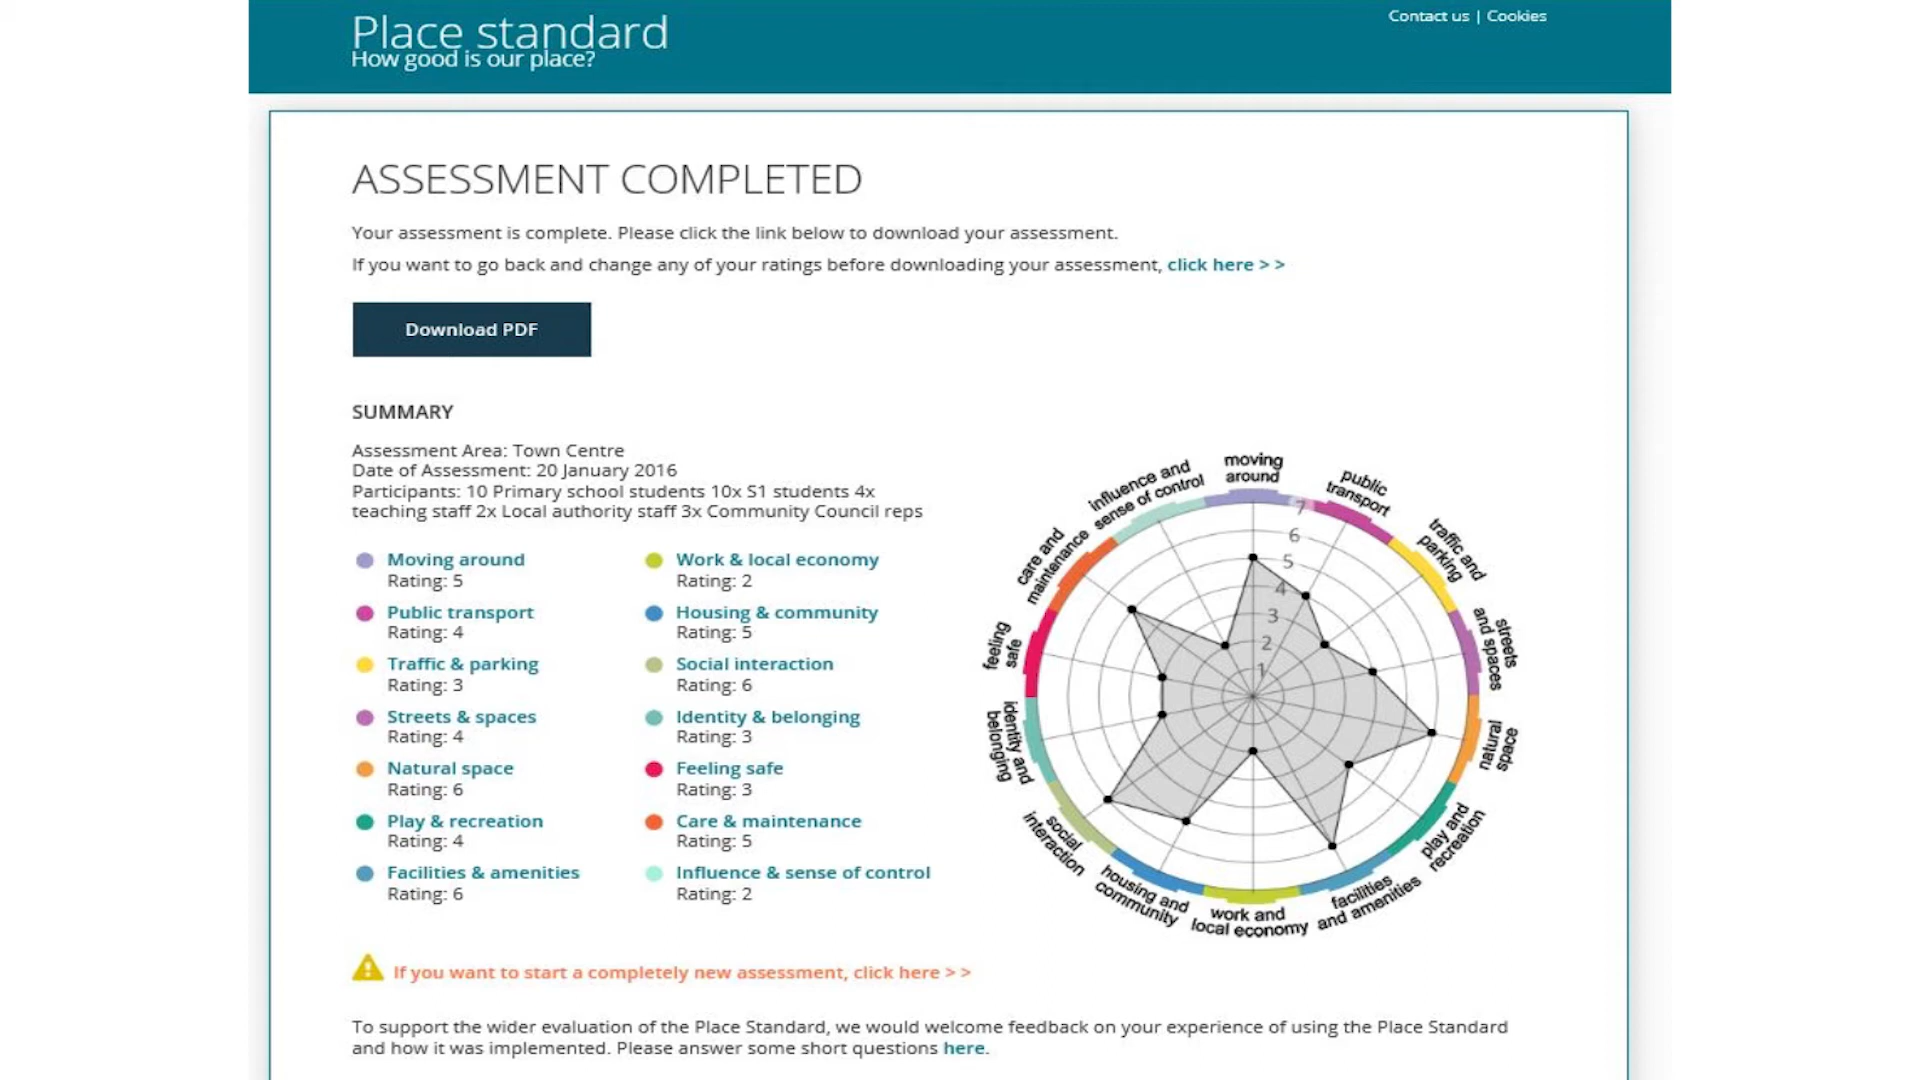 Place standard
How good is our place?
Contact us | Cookies
ASSESSMENT COMPLETED
Your assessment is complete. Please click the link below to download your assessment.
If you want to go back and change any of your ratings before downloading your assessment, click here > >
Download PDF
SUMMARY
Assessment Area: Town Centre
Date of Assessment: 20 January 2016
Participants: 10 Primary school students 10x S1 students 4x
teaching staff 2x Local authority staff 3x Community Council reps
Moving around
Rating: 5
Public transport
Rating: 4
Traffic & parking
Rating: 3
Streets & spaces
Rating: 4
Natural space
Rating: 6
Play & recreation
Rating: 4
Facilities & amenities
Rating: 6
Work & local economy
Rating: 2
Housing & community
Rating: 5
Social interaction
Rating: 6
Identity & belonging
Rating: 3
Feeling safe
Rating: 3
Care & maintenance
Rating: 5
Influence & sense of control
Rating: 2
moving
around
public
transport
traffic and
parking
streets
and spaces
natural
space
play and
recreation
facilities
and amenities
work and
local economy
housing and
community
social
interaction
identity and
belonging
feeling
safe
care and
maintenance
influence and
sense of control
7
6
5
4
3
2
1
If you want to start a completely new assessment, click here > >
To support the wider evaluation of the Place Standard, we would welcome feedback on your experience of using the Place Standard
and how it was implemented. Please answer some short questions here.